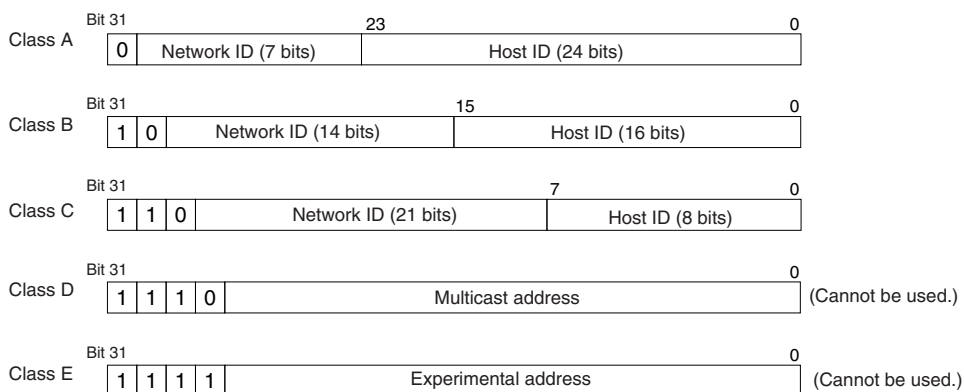 Bit 31 23 0
Class A 0 Network ID (7 bits) Host ID (24 bits)
Bit 31 15 0
Class B 1 0 Network ID (14 bits) Host ID (16 bits)
Bit 31 7 0
Class C 1 1 0 Network ID (21 bits) Host ID (8 bits)
Bit 31 0
Class D 1 1 1 0 Multicast address (Cannot be used.)
Bit 31 0
Class E 1 1 1 1 Experimental address (Cannot be used.)